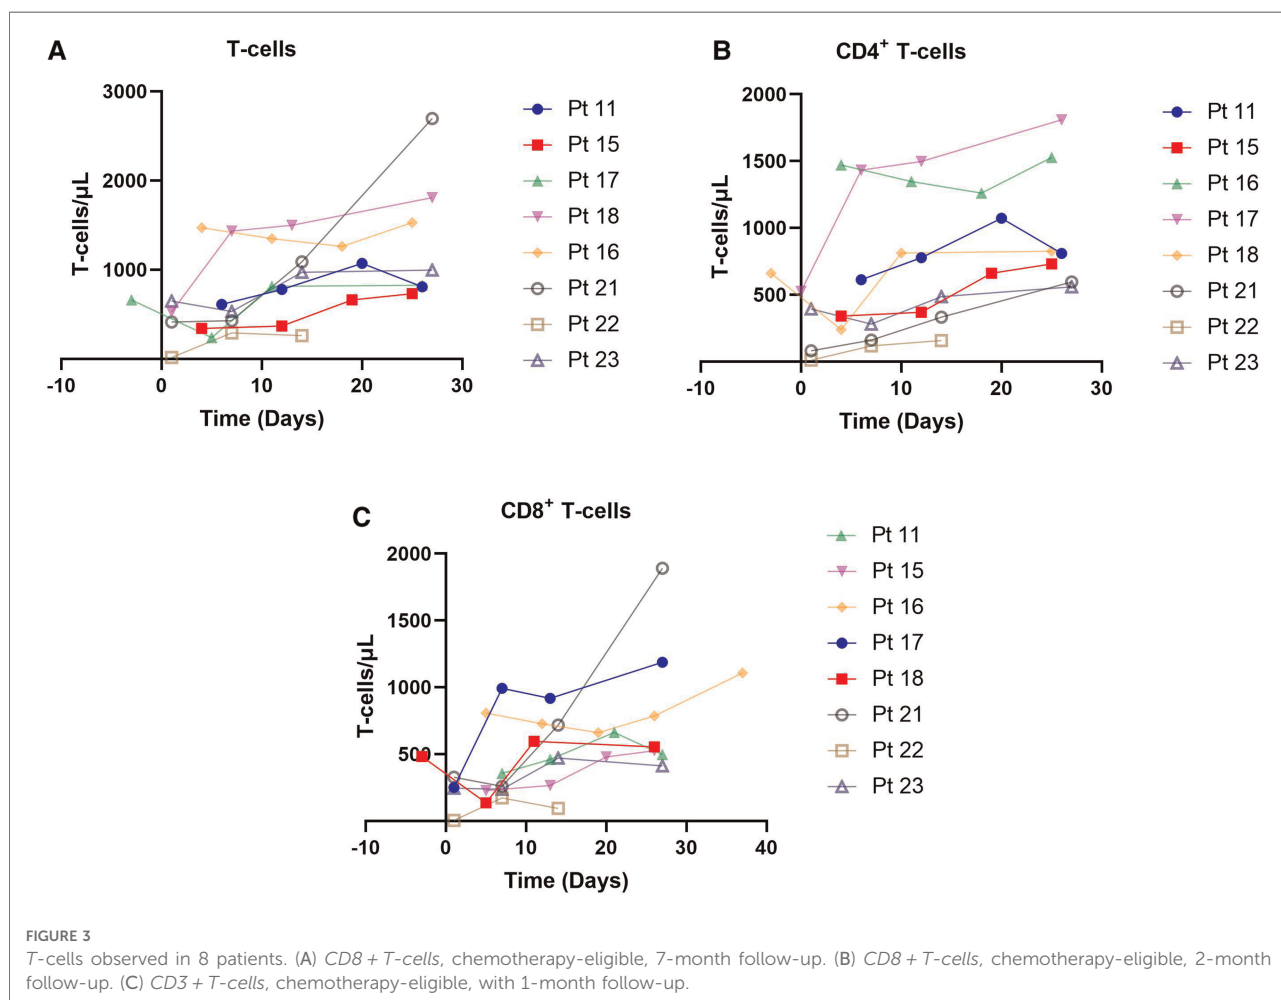 A
T-cells
3000
2000
1000
T-cells/μL
-10 0 10 20 30
Time (Days)
Pt 11
Pt 15
Pt 17
Pt 18
Pt 16
Pt 21
Pt 22
Pt 23
B
CD4+ T-cells
2000
1500
1000
500
T-cells/μL
-10 0 10 20 30
Time (Days)
Pt 11
Pt 15
Pt 16
Pt 17
Pt 18
Pt 21
Pt 22
Pt 23
C
CD8+ T-cells
2000
1500
1000
500
T-cells/μL
-10 0 10 20 30 40
Time (Days)
Pt 11
Pt 15
Pt 16
Pt 17
Pt 18
Pt 21
Pt 22
Pt 23
FIGURE 3
T-cells observed in 8 patients. (A) CD8 + T-cells, chemotherapy-eligible, 7-month follow-up. (B) CD8 + T-cells, chemotherapy-eligible, 2-month
follow-up. (C) CD3 + T-cells, chemotherapy-eligible, with 1-month follow-up.